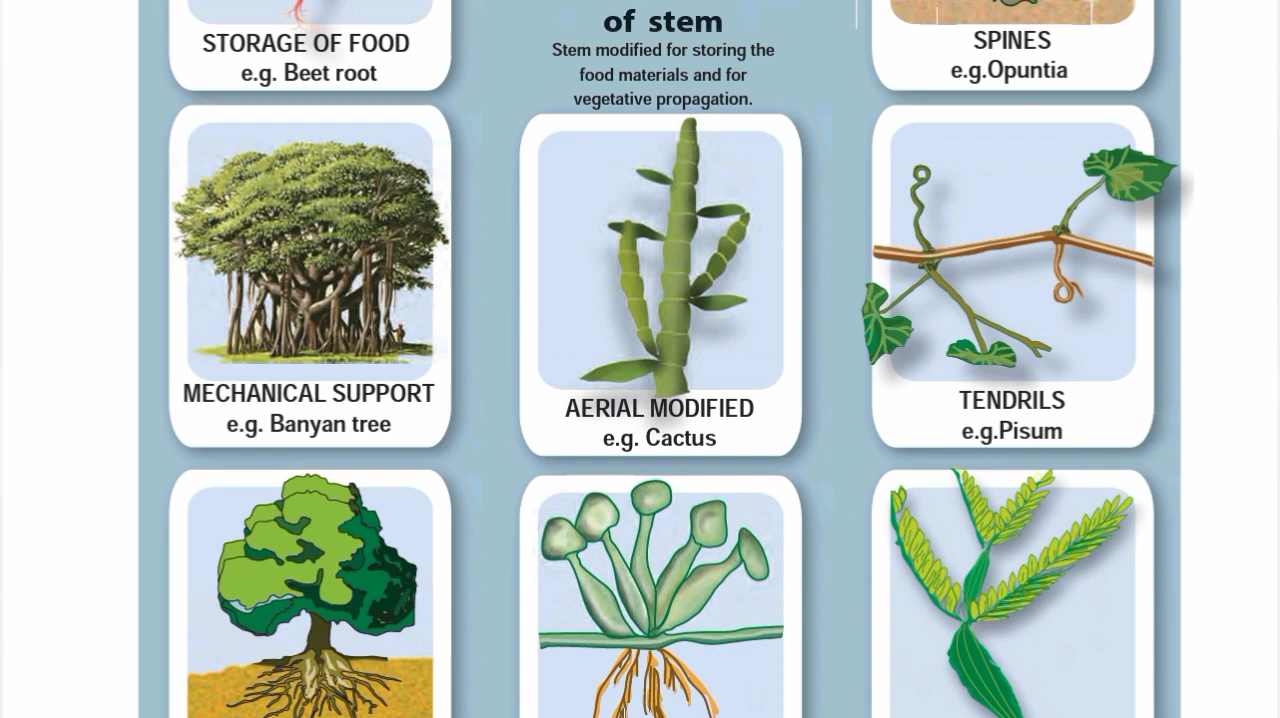 STORAGE OF FOOD
e.g. Beet root
MECHANICAL SUPPORT
e.g. Banyan tree
of stem
Stem modified for storing the
food materials and for
vegetative propagation.
AERIAL MODIFIED
e.g. Cactus
SPINES
e.g.Opuntia
TENDRILS
e.g.Pisum